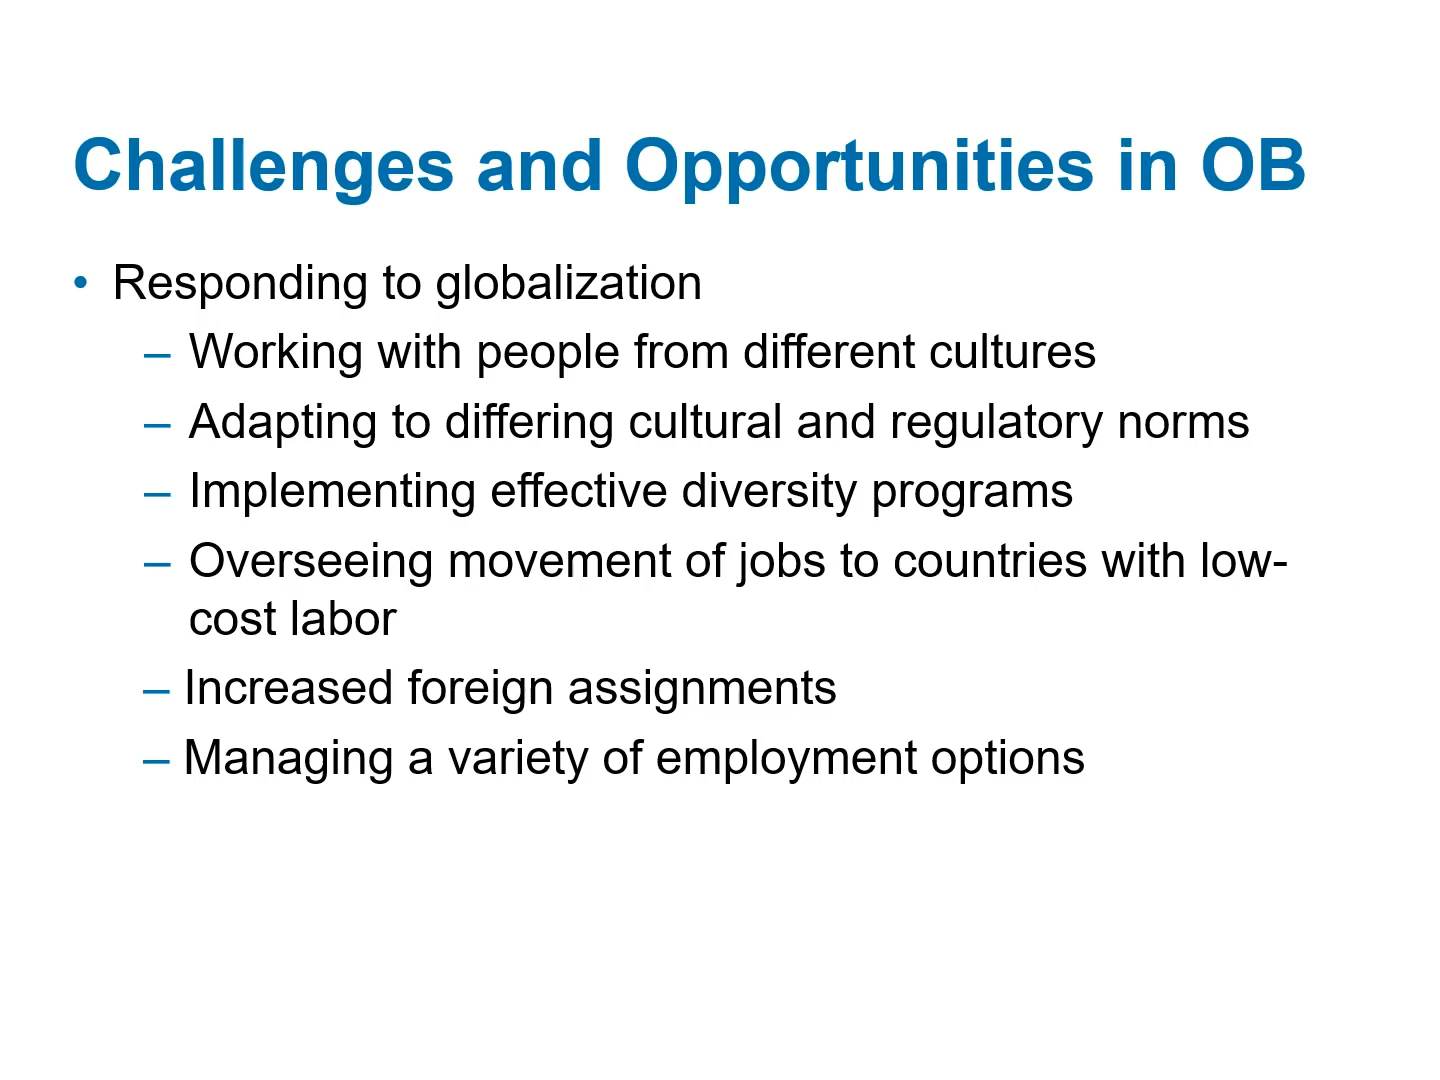 Challenges and Opportunities in OB
• Responding to globalization
– Working with people from different cultures
– Adapting to differing cultural and regulatory norms
– Implementing effective diversity programs
– Overseeing movement of jobs to countries with low-
cost labor
– Increased foreign assignments
– Managing a variety of employment options